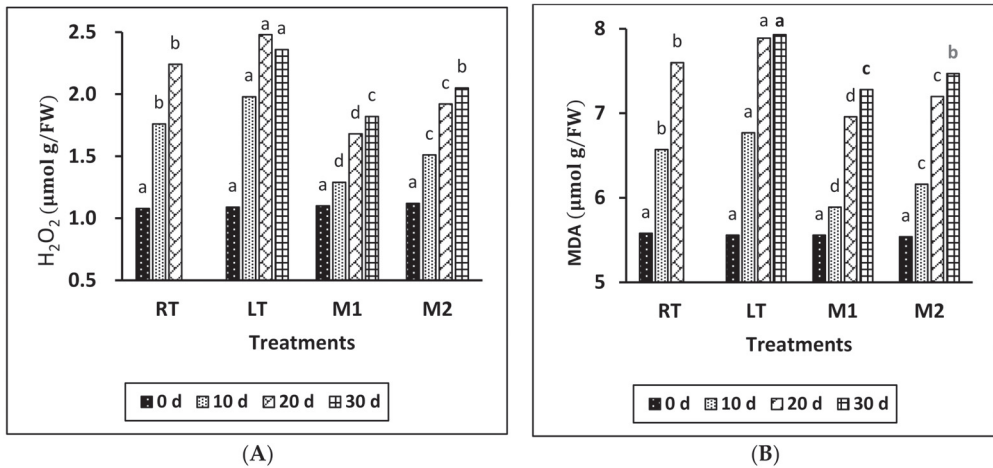 A
2.5
2.0
1.5
1.0
0.5
H2O2 (μmol g/FW)
a b b
a a a a
a d d c
a c c b
RT LT M1 M2
Treatments
0 d 10 d 20 d 30 d
(A)
B
8
7
6
5
MDA (μmol g/FW)
a b b
a a a a
a d d c
a c c b
RT LT M1 M2
Treatments
0 d 10 d 20 d 30 d
(B)